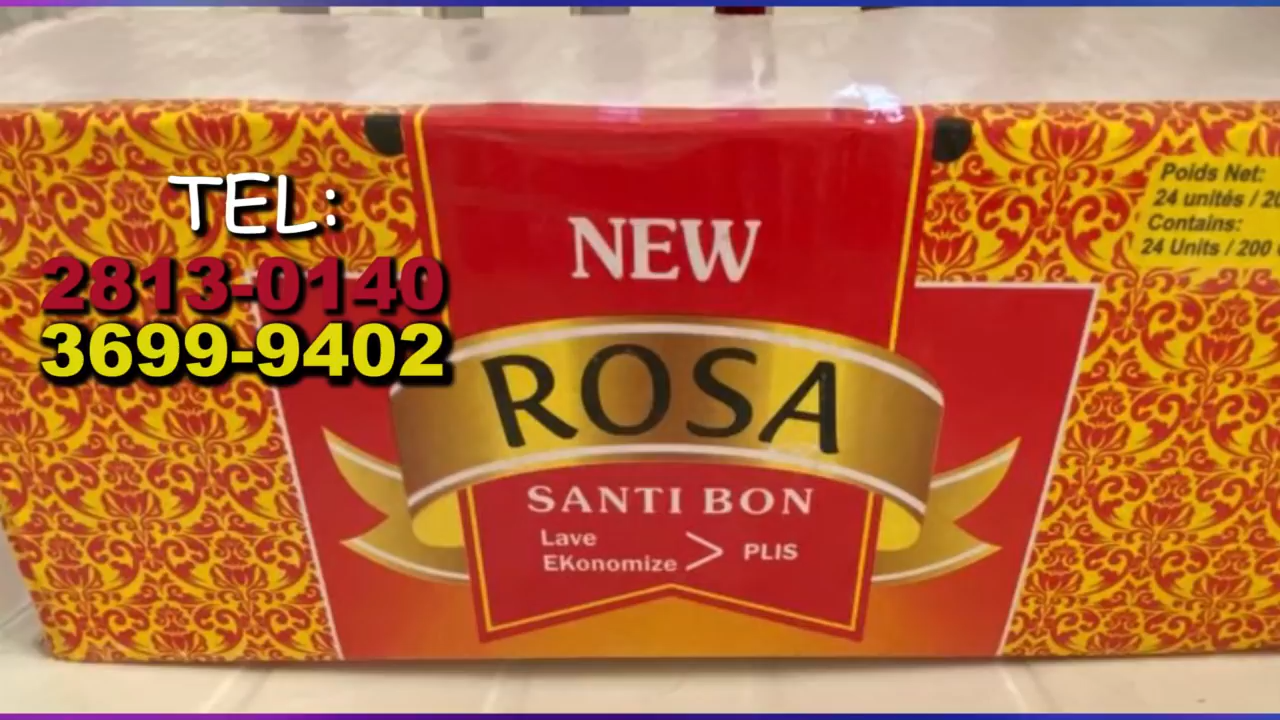 TEL:
2813-0140
3699-9402
NEW
ROSA
SANTI BON
Lave
EKonomize > PLIS
Poids Net:
24 unités /
Contains:
24 Units / 200